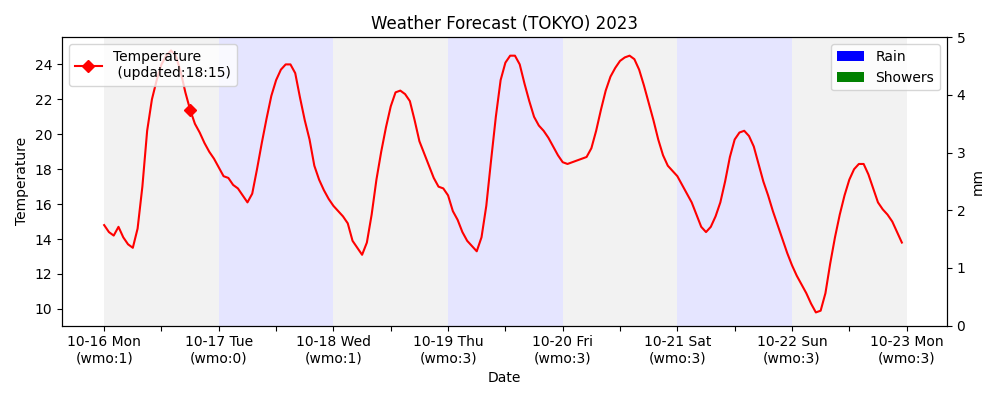 Weather Forecast (TOKYO) 2023
Temperature
(updated:18:15)
Rain
Showers
Temperature
24
22
20
18
16
14
12
10
5
4
3
2
1
0
mm
10-16 Mon
(wmo:1)
10-17 Tue
(wmo:0)
10-18 Wed
(wmo:1)
10-19 Thu
(wmo:3)
10-20 Fri
(wmo:3)
10-21 Sat
(wmo:3)
10-22 Sun
(wmo:3)
10-23 Mon
(wmo:3)
Date